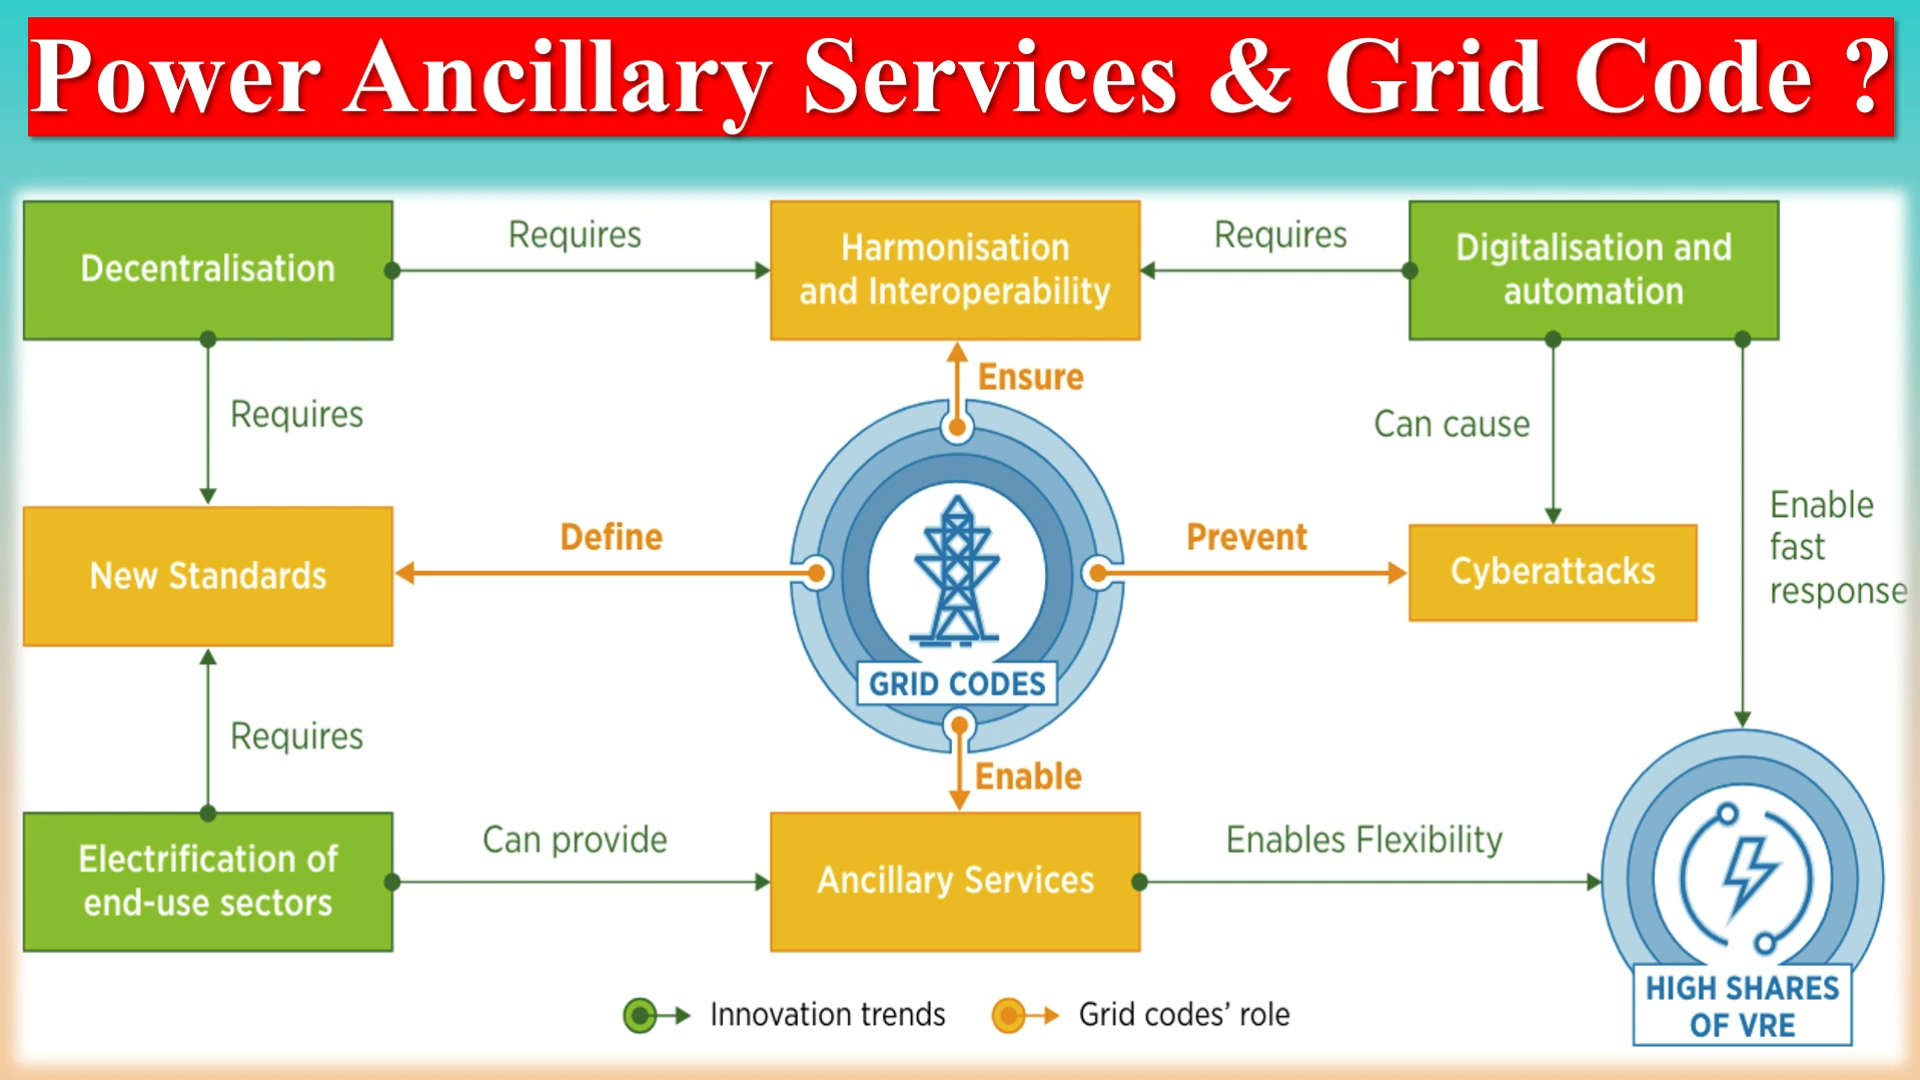 Power Ancillary Services & Grid Code ?
Decentralisation
Requires
Harmonisation
and Interoperability
Requires
Digitalisation and
automation
Ensure
Requires
Can cause
Enable
fast
response
New Standards
Define
GRID CODES
Prevent
Cyberattacks
Requires
Enable
Electrification of
end-use sectors
Can provide
Ancillary Services
Enables Flexibility
HIGH SHARES
OF VRE
Innovation trends
Grid codes’ role